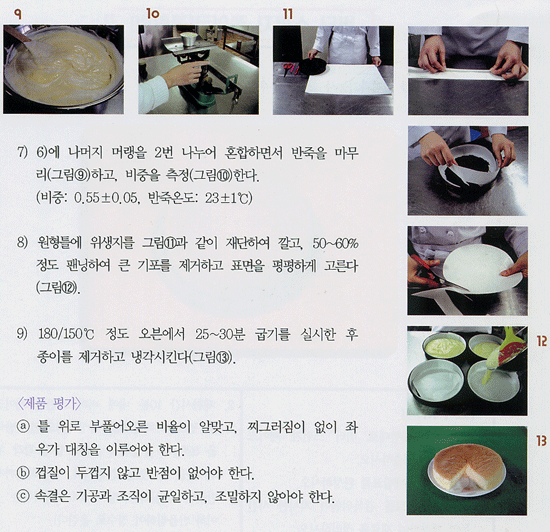 9 10 11
7) 6)에 나머지 머랭을 2번 나누어 혼합하면서 반죽을 마무
리(그림⑨)하고, 비중을 측정(그림⑩)한다.
(비중: 0.55±0.05, 반죽온도: 23±1℃)
8) 원형틀에 위생지를 그림⑪과 같이 재단하여 깔고, 50~60%
정도 팬닝하여 큰 기포를 제거하고 표면을 평평하게 고른다
(그림⑫).
12
9) 180/150℃ 정도 오븐에서 25~30분 굽기를 실시한 후
종이를 제거하고 냉각시킨다(그림⑬).
13
<제품 평가>
ⓐ 틀 위로 부풀어오른 비율이 알맞고, 찌그러짐이 없이 좌
우가 대칭을 이루어야 한다.
ⓑ 껍질이 두껍지 않고 반점이 없어야 한다.
ⓒ 속결은 기공과 조직이 균일하고, 조밀하지 않아야 한다.